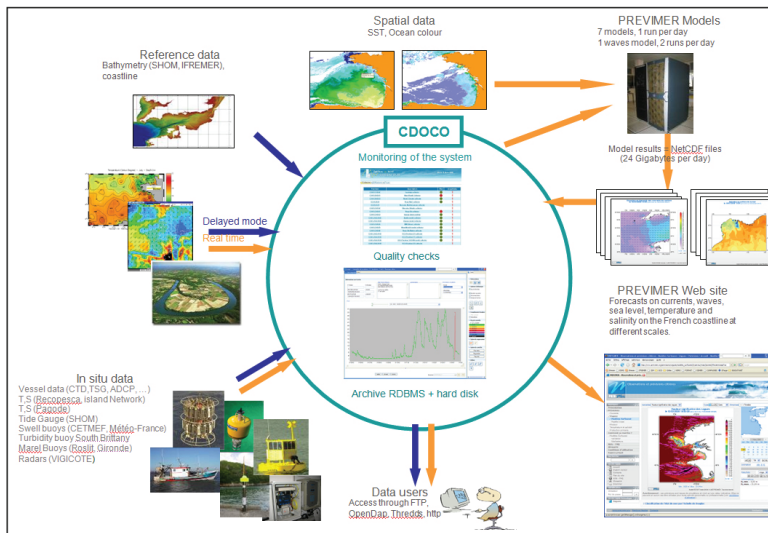 Spatial data
SST, Ocean colour
PREVIMER Models
7 models, 1 run per day
1 waves model, 2 runs per day
Reference data
Bathymetry (SHOM, IFREMER),
coastline
CDOCO
Monitoring of the system
Model results = NetCDF files
(24 Gigabytes per day)
Delayed mode
Real time
Quality checks
PREVIMER Web site
Forecasts on currents, waves,
sea level, temperature and
salinity on the French coastline at
different scales.
In situ data
Vessel data (CTD,TSG, ADCP, ...)
T,S (Recopesca, island Network)
T,S (Pagode)
Tide Gauge (SHOM)
Swell buoys (CETMEF, Météo-France)
Turbidity buoy South Brittany
Marel Buoys (Roslit, Gironde)
Radars (VIGICOTE)
Archive RDBMS + hard disk
Data users
Access through FTP,
OpenDap, Thredds, http